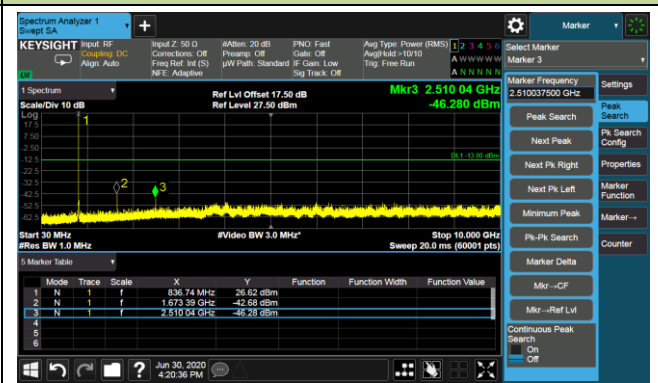 Spectrum Analyzer 1
Swept SA
+
Marker
KEYSIGHT
Input: RF
Coupling: DC
Align: Auto
Input Z: 50 Ω
Corrections: Off
Freq Ref: Int (S)
NFE: Adaptive
#Atten: 20 dB
Preamp: Off
µW Path: Standard
PNO: Fast
Gate: Off
IF Gain: Low
Sig Track: Off
Avg Type: Power (RMS)
Avg|Hold:>10/10
Trig: Free Run
1 2 3 4 5 6
A W W W W W
A N N N N N
Select Marker
Marker 3
1 Spectrum
Scale/Div 10 dB
Ref Lvl Offset 17.50 dB
Ref Level 27.50 dBm
Mkr3 2.510 04 GHz
-46.280 dBm
Log
17.5
7.50
-2.50
-12.5
-22.5
-32.5
-42.5
-52.5
-62.5
1
2
3
DL1 -13.00 dBm
Start 30 MHz
#Res BW 1.0 MHz
#Video BW 3.0 MHz*
Stop 10.000 GHz
Sweep 20.0 ms (60001 pts)
5 Marker Table
Mode Trace Scale X Y Function Function Width Function Value
1 N 1 f 836.74 MHz 26.62 dBm
2 N 1 f 1.673 39 GHz -42.68 dBm
3 N 1 f 2.510 04 GHz -46.28 dBm
4
5
6
Marker Frequency
2.510037500 GHz
Peak Search
Next Peak
Next Pk Right
Next Pk Left
Minimum Peak
Pk-Pk Search
Marker Delta
Mkr→CF
Mkr→Ref Lvl
Continuous Peak
Search
On
Off
Settings
Peak
Search
Pk Search
Config
Properties
Marker
Function
Marker→
Counter
?
Jun 30, 2020
4:20:36 PM